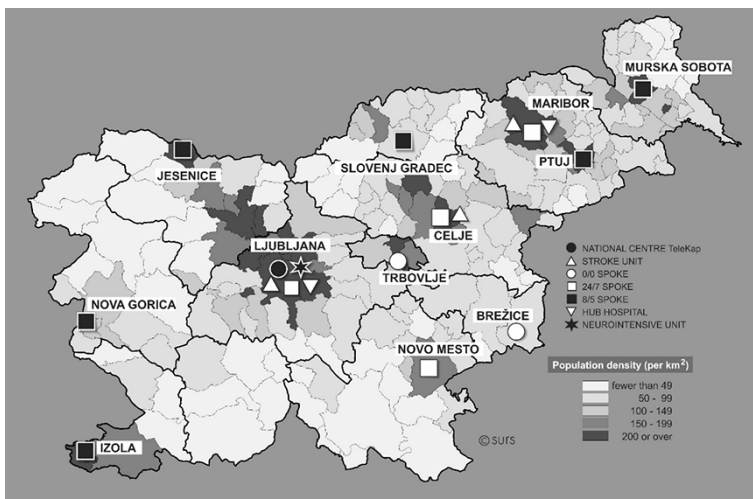 MURSKA SOBOTA
MARIBOR
JESENICE
SLOVENJ GRADEC
PTUJ
LJUBLJANA
CELJE
TRBOVLJE
NOVA GORICA
BREŽICE
NOVO MESTO
IZOLA
NATIONAL CENTRE TeleKap
STROKE UNIT
0/0 SPOKE
24/7 SPOKE
8/5 SPOKE
HUB HOSPITAL
NEUROINTENSIVE UNIT
Population density (per km²)
fewer than 49
50 - 99
100 - 149
150 - 199
200 or over
© surs